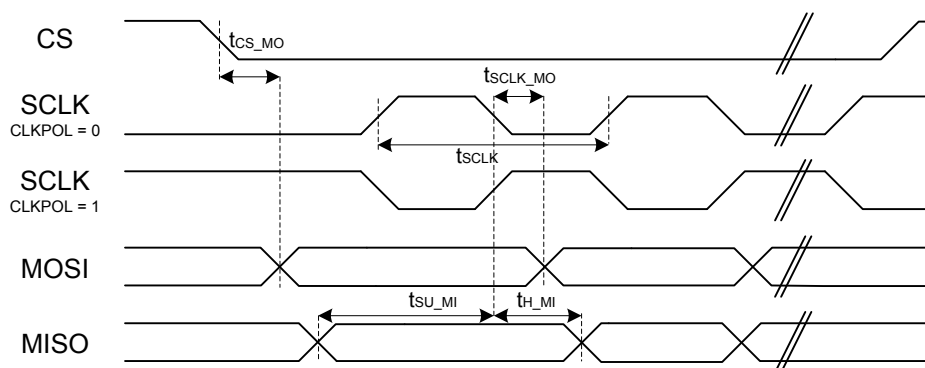 CS
tCS_MO
tSCLK_MO
SCLK
CLKPOL = 0
tSCLK
SCLK
CLKPOL = 1
MOSI
tSU_MI
tH_MI
MISO